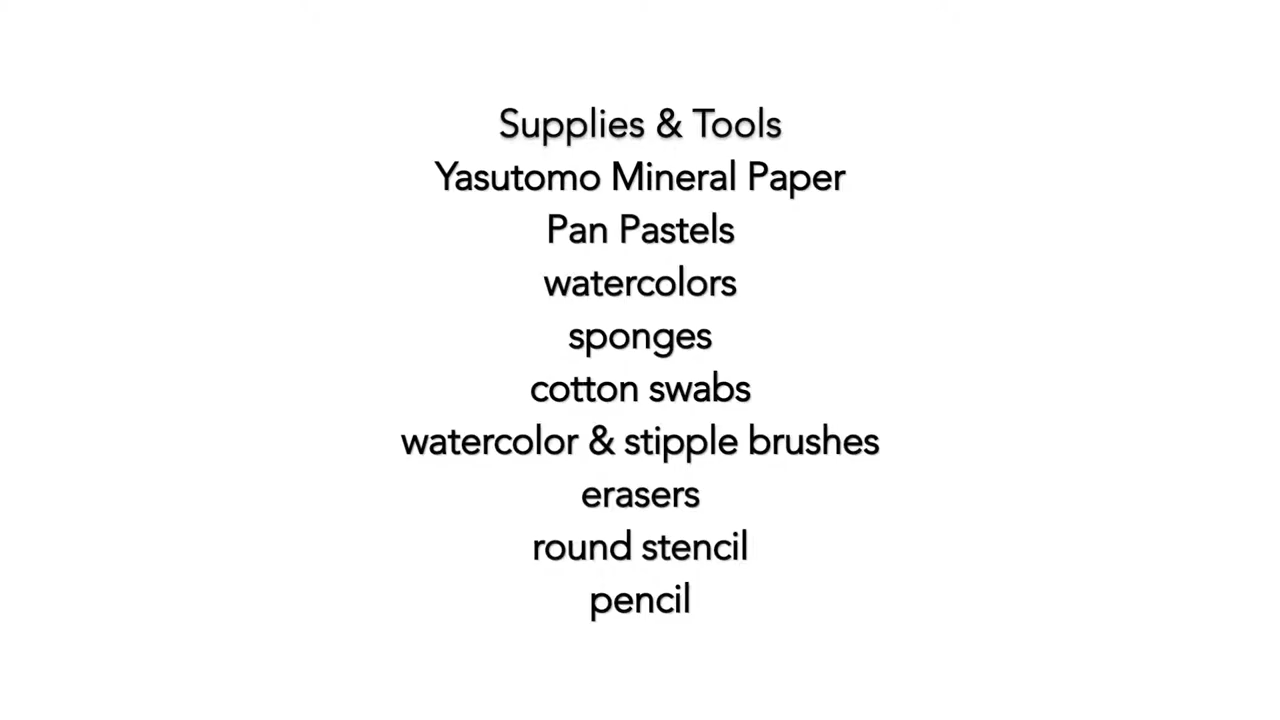 Supplies & Tools
Yasutomo Mineral Paper
Pan Pastels
watercolors
sponges
cotton swabs
watercolor & stipple brushes
erasers
round stencil
pencil